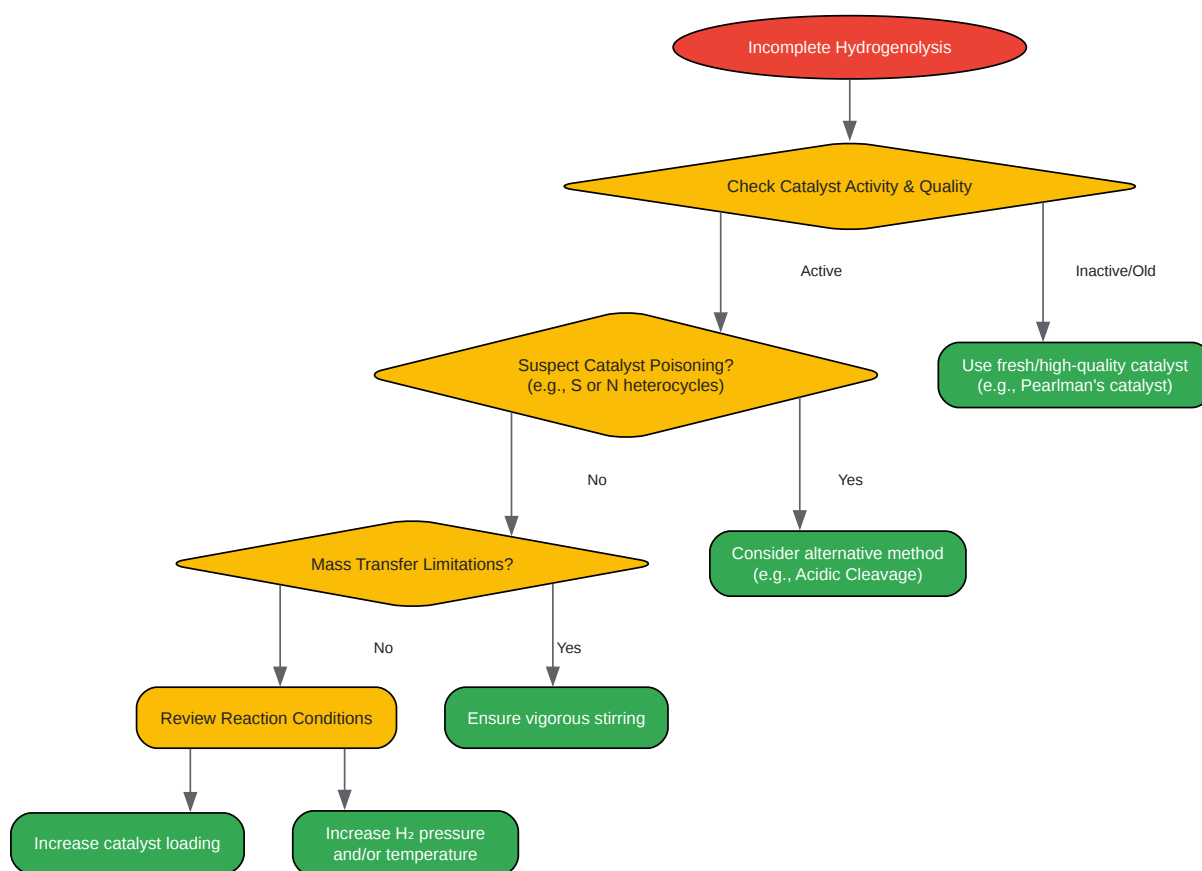 Incomplete Hydrogenolysis
Check Catalyst Activity & Quality
Active
Inactive/Old
Suspect Catalyst Poisoning?
(e.g., S or N heterocycles)
Use fresh/high-quality catalyst
(e.g., Pearlman's catalyst)
No
Yes
Mass Transfer Limitations?
Consider alternative method
(e.g., Acidic Cleavage)
No
Yes
Review Reaction Conditions
Ensure vigorous stirring
Increase catalyst loading
Increase H₂ pressure
and/or temperature